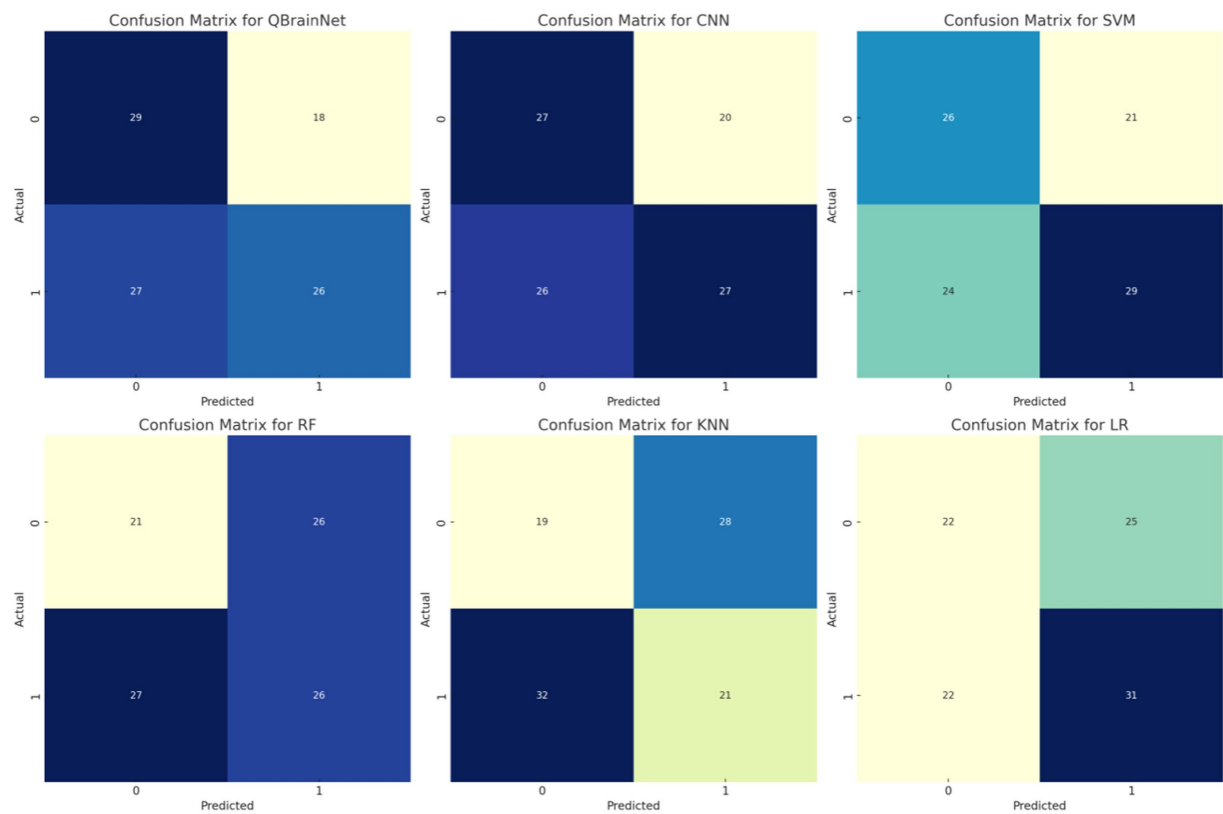 Confusion Matrix for QBrainNet
0
29
18
Actual
1
27
26
0
1
Predicted
Confusion Matrix for CNN
0
27
20
Actual
1
26
27
0
1
Predicted
Confusion Matrix for SVM
0
26
21
Actual
1
24
29
0
1
Predicted
Confusion Matrix for RF
0
21
26
Actual
1
27
26
0
1
Predicted
Confusion Matrix for KNN
0
19
28
Actual
1
32
21
0
1
Predicted
Confusion Matrix for LR
0
22
25
Actual
1
22
31
0
1
Predicted